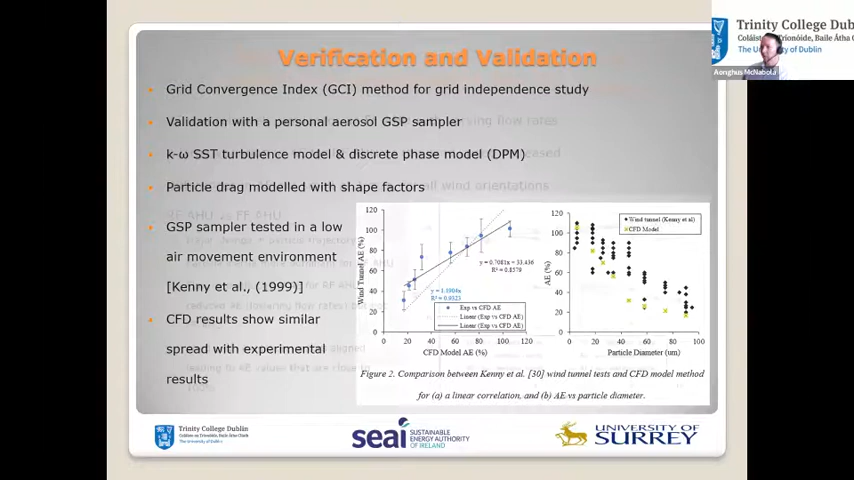 Verification and Validation
Grid Convergence Index (GCI) method for grid independence study
Validation with a personal aerosol GSP sampler
k-ω SST turbulence model & discrete phase model (DPM)
Particle drag modelled with shape factors
GSP sampler tested in a low
air movement environment
[Kenny et al., (1999)]
CFD results show similar
spread with experimental
results
Wind Tunnel AE (%)
120
100
80
60
40
20
0
0 20 40 60 80 100 120
CFD Model AE (%)
y = 0.7081x + 33.436
R² = 0.8579
y = 1.1904x
R² = 0.9323
Exp vs CFD AE
Linear (Exp vs CFD AE)
Linear (Exp vs CFD AE)
AE (%)
120
100
80
60
40
20
0
0 20 40 60 80 100
Particle Diameter (um)
Wind tunnel (Kenny et al)
CFD Model
Figure 2. Comparison between Kenny et al. [30] wind tunnel tests and CFD model method
for (a) a linear correlation, and (b) AE vs particle diameter.
Trinity College Dublin
Coláiste na Tríonóide, Baile Átha Cliath
The University of Dublin
seai
SUSTAINABLE
ENERGY AUTHORITY
OF IRELAND
UNIVERSITY OF
SURREY
Trinity College Dub
Coláiste na Tríonóide, Baile Átha C
The University of Dublin
Aonghus McNabola